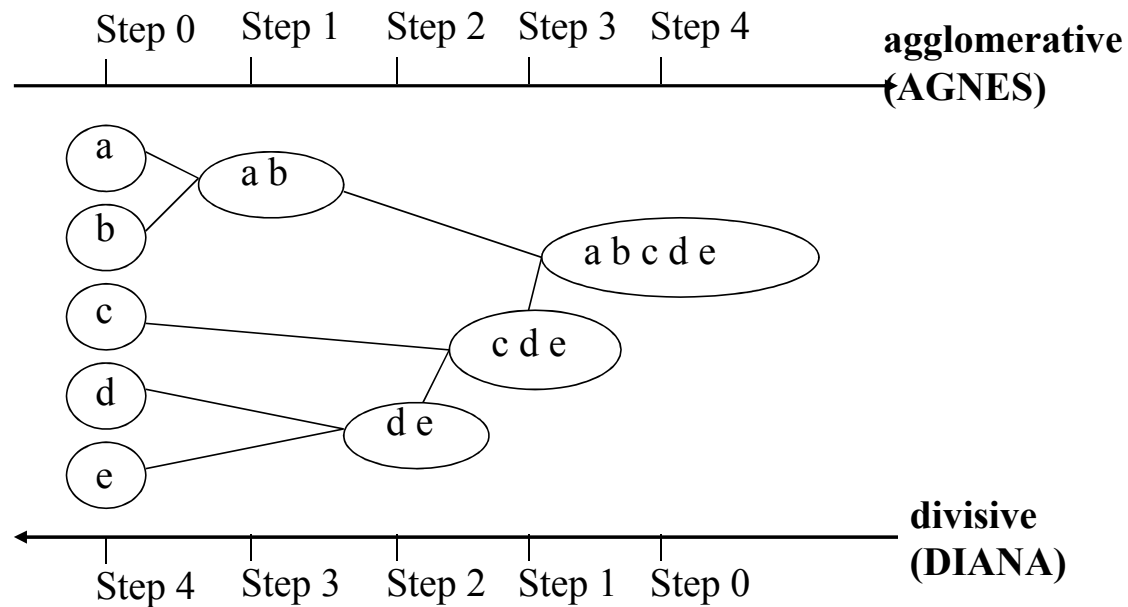 Step 0 Step 1 Step 2 Step 3 Step 4
agglomerative
(AGNES)
a
a b
b
a b c d e
c
c d e
d
d e
e
divisive
(DIANA)
Step 4 Step 3 Step 2 Step 1 Step 0